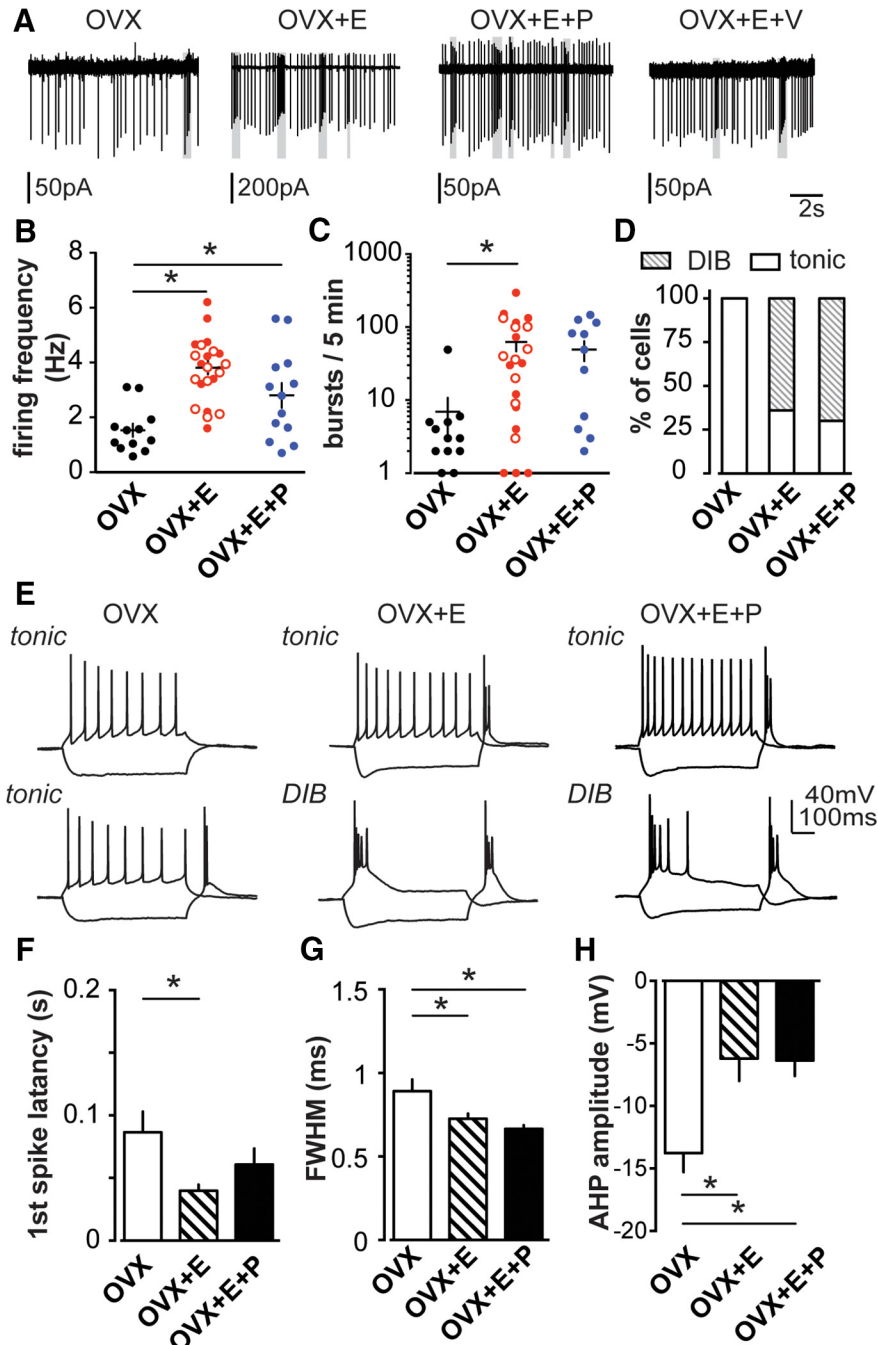 A
OVX
OVX+E
OVX+E+P
OVX+E+V
50pA
200pA
50pA
50pA
2s
B
firing frequency
(Hz)
8
6
4
2
0
*
*
OVX
OVX+E
OVX+E+P
C
bursts / 5 min
1000
100
10
1
*
OVX
OVX+E
OVX+E+P
D
DIB
tonic
% of cells
100
75
50
25
0
OVX
OVX+E
OVX+E+P
E
OVX
OVX+E
OVX+E+P
tonic
tonic
tonic
tonic
DIB
DIB
40mV
100ms
F
1st spike latancy (s)
0.2
0.1
0
*
OVX
OVX+E
OVX+E+P
G
FWHM (ms)
1.5
1
0.5
0
*
*
OVX
OVX+E
OVX+E+P
H
AHP amplitude (mV)
0
-5
-10
-15
-20
*
*
OVX
OVX+E
OVX+E+P